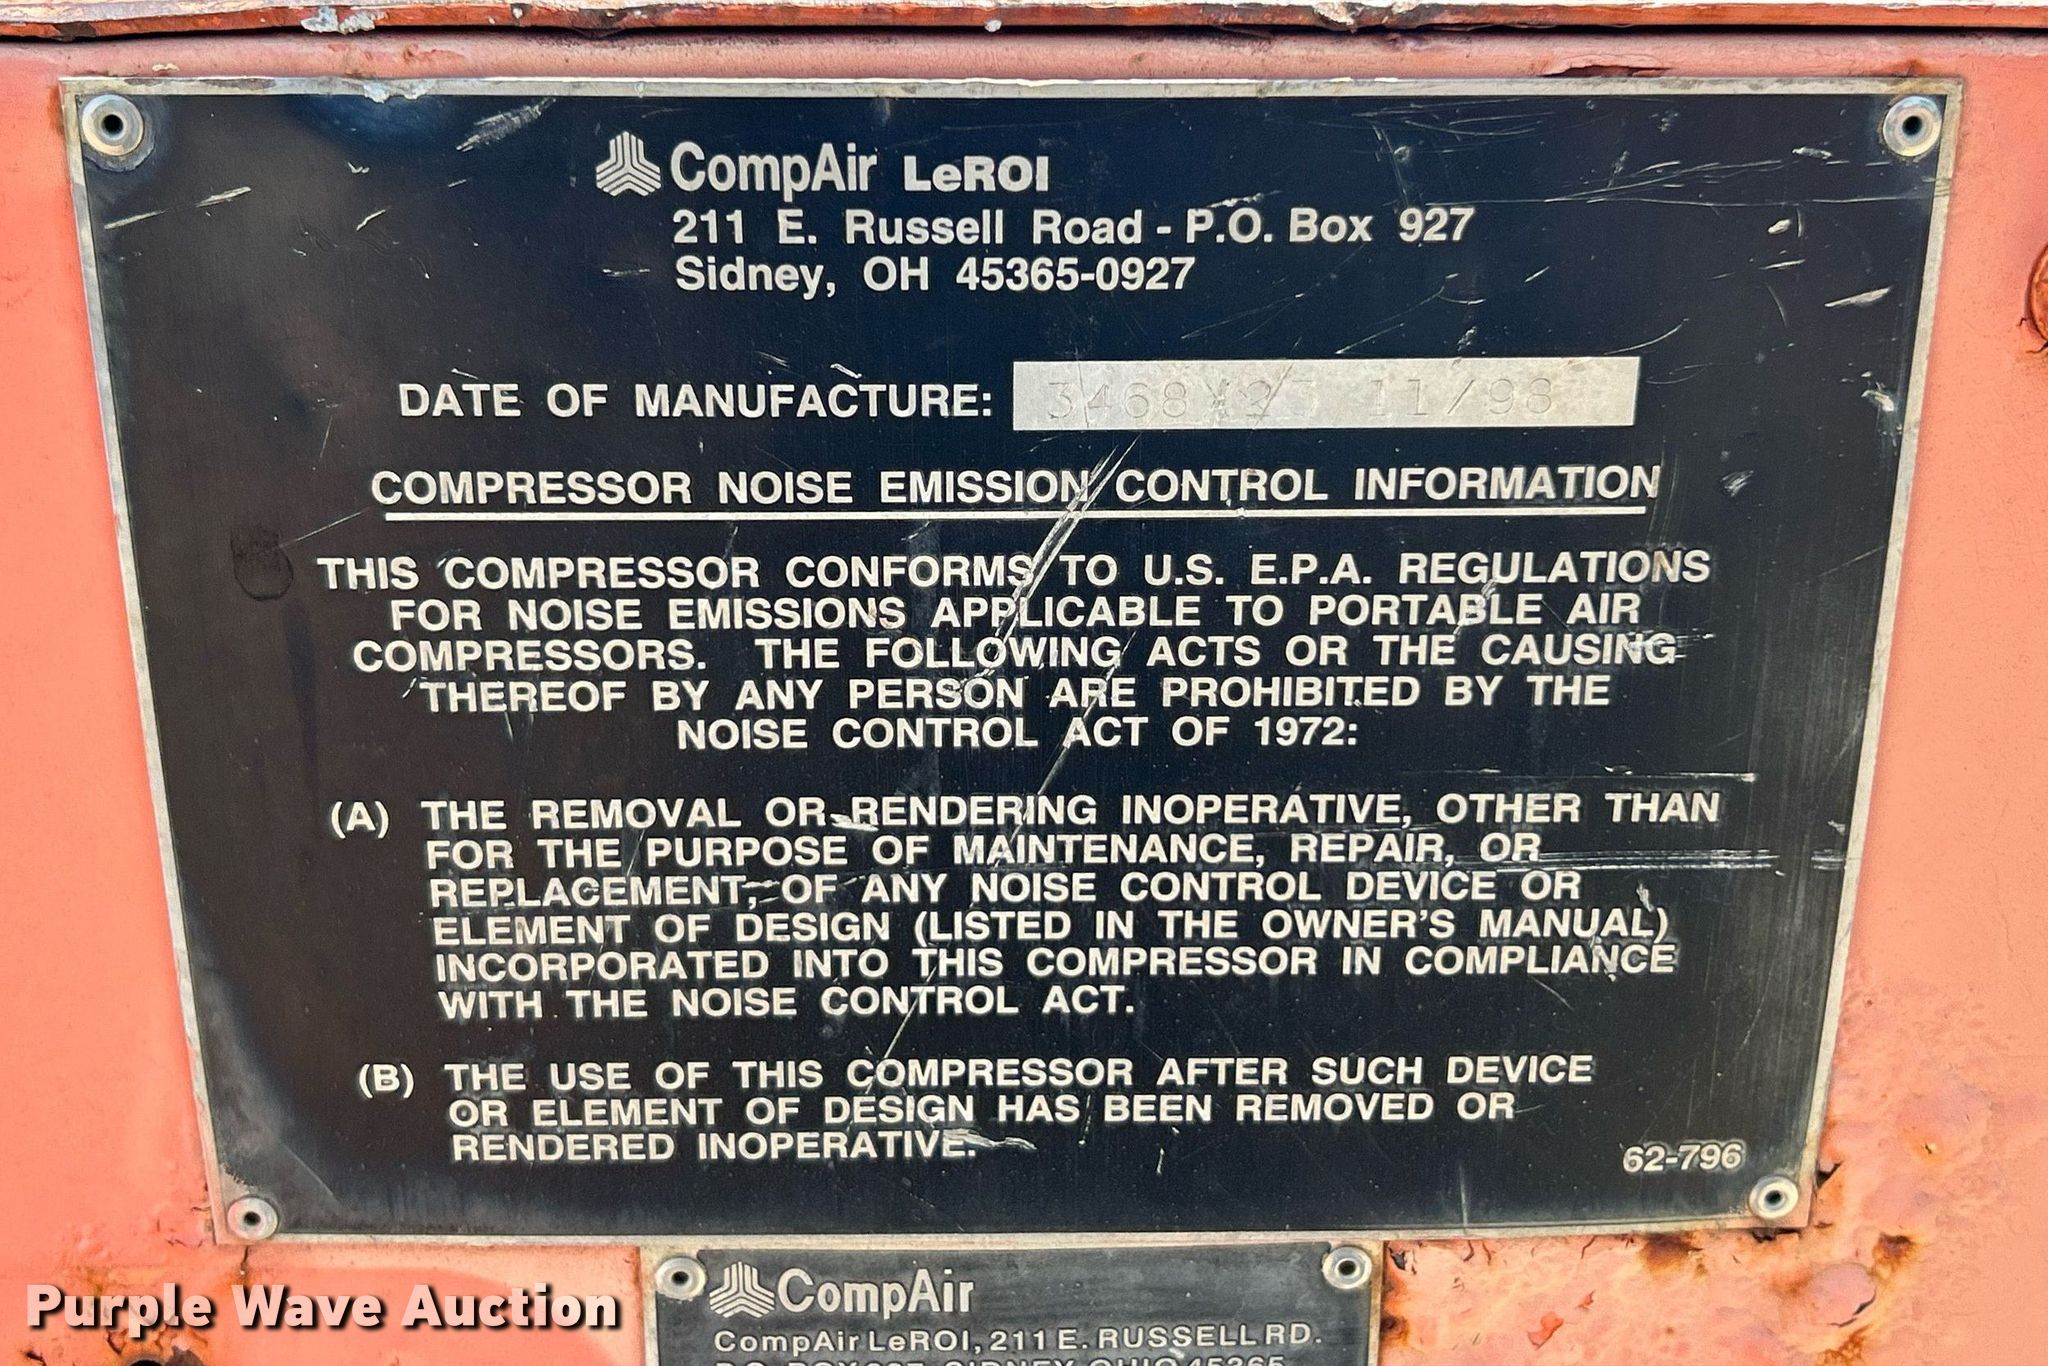 CompAir LeROI
211 E. Russell Road - P.O. Box 927
Sidney, OH 45365-0927
DATE OF MANUFACTURE: 11/98
COMPRESSOR NOISE EMISSION CONTROL INFORMATION
THIS COMPRESSOR CONFORMS TO U.S. E.P.A. REGULATIONS
FOR NOISE EMISSIONS APPLICABLE TO PORTABLE AIR
COMPRESSORS. THE FOLLOWING ACTS OR THE CAUSING
THEREOF BY ANY PERSON ARE PROHIBITED BY THE
NOISE CONTROL ACT OF 1972:
(A) THE REMOVAL OR RENDERING INOPERATIVE, OTHER THAN
FOR THE PURPOSE OF MAINTENANCE, REPAIR, OR
REPLACEMENT, OF ANY NOISE CONTROL DEVICE OR
ELEMENT OF DESIGN (LISTED IN THE OWNER'S MANUAL)
INCORPORATED INTO THIS COMPRESSOR IN COMPLIANCE
WITH THE NOISE CONTROL ACT.
(B) THE USE OF THIS COMPRESSOR AFTER SUCH DEVICE
OR ELEMENT OF DESIGN HAS BEEN REMOVED OR
RENDERED INOPERATIVE.
62-796
CompAir
CompAir LeROI, 211 E. RUSSELL RD.
Purple Wave Auction